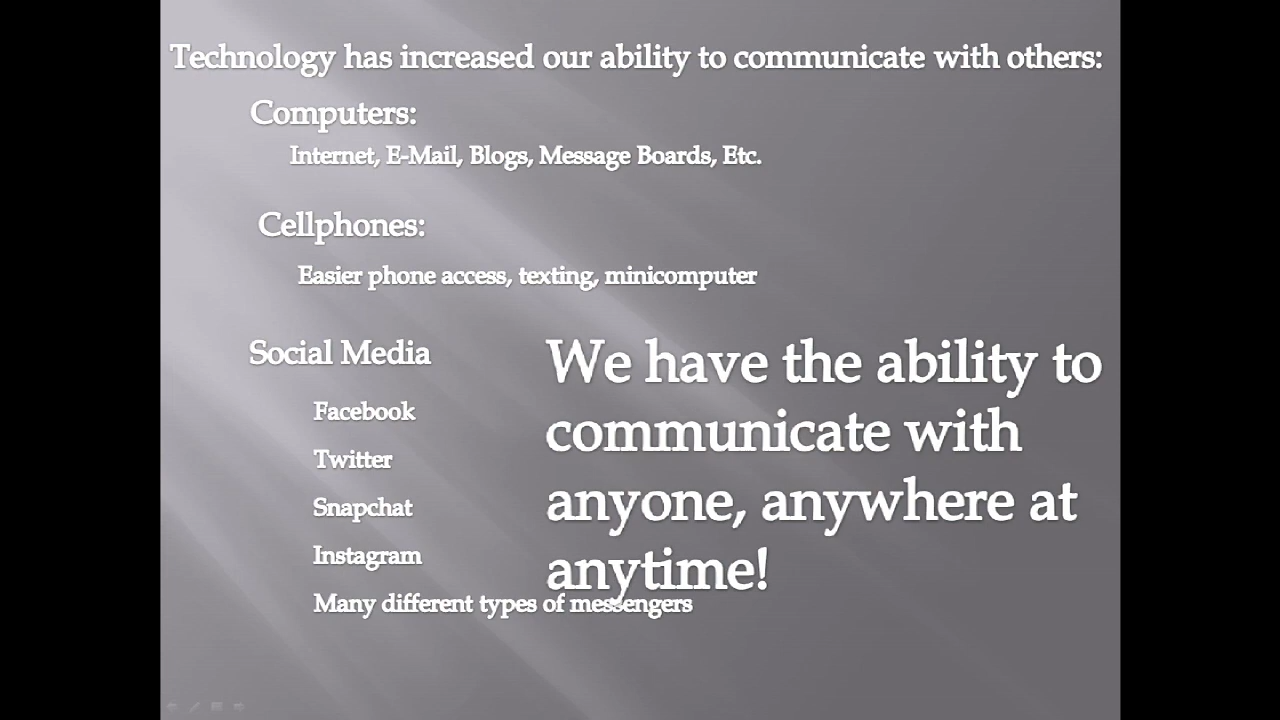 Technology has increased our ability to communicate with others:
Computers:
Internet, E-Mail, Blogs, Message Boards, Etc.
Cellphones:
Easier phone access, texting, minicomputer
Social Media
Facebook
Twitter
Snapchat
Instagram
Many different types of messengers
We have the ability to
communicate with
anyone, anywhere at
anytime!